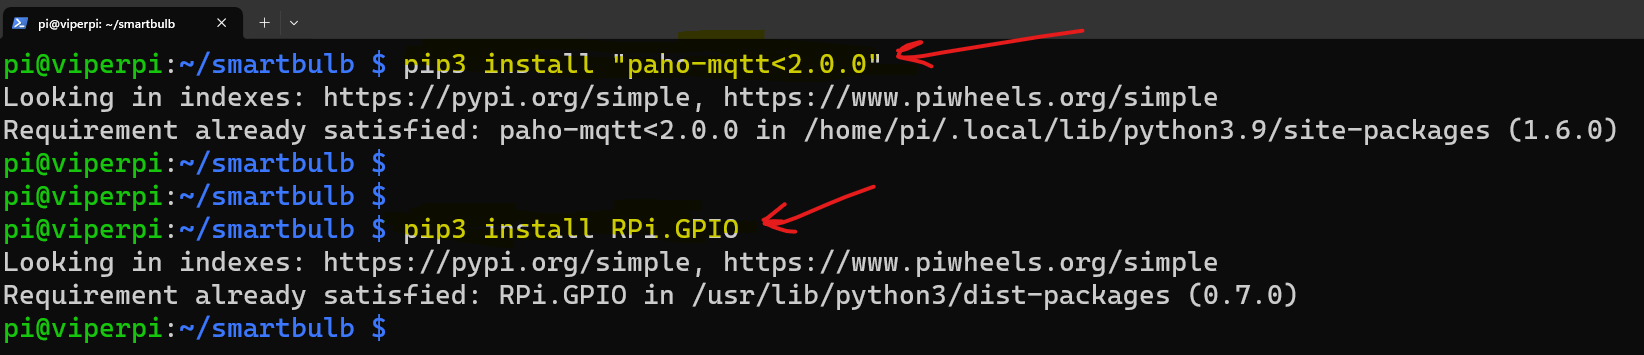 pi@viperpi: ~/smartbulb
pi@viperpi:~/smartbulb $ pip3 install "paho-mqtt<2.0.0"
Looking in indexes: https://pypi.org/simple, https://www.piwheels.org/simple
Requirement already satisfied: paho-mqtt<2.0.0 in /home/pi/.local/lib/python3.9/site-packages (1.6.0)
pi@viperpi:~/smartbulb $
pi@viperpi:~/smartbulb $
pi@viperpi:~/smartbulb $ pip3 install RPi.GPIO
Looking in indexes: https://pypi.org/simple, https://www.piwheels.org/simple
Requirement already satisfied: RPi.GPIO in /usr/lib/python3/dist-packages (0.7.0)
pi@viperpi:~/smartbulb $